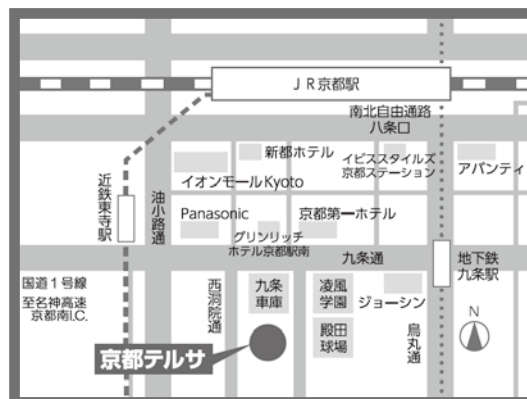 JR京都駅
南北自由通路
八条口
新都ホテル
イビススタイルズ
京都ステーション
アバンティ
イオンモールKyoto
近鉄東寺駅
油小路通
Panasonic
京都第一ホテル
グリンリッチ
ホテル京都駅南
九条通
地下鉄
九条駅
国道1号線
至名神高速
京都南I.C.
西洞院通
九条
車庫
凌風
学園
ジョーシン
殿田
球場
烏丸通
N
京都テルサ